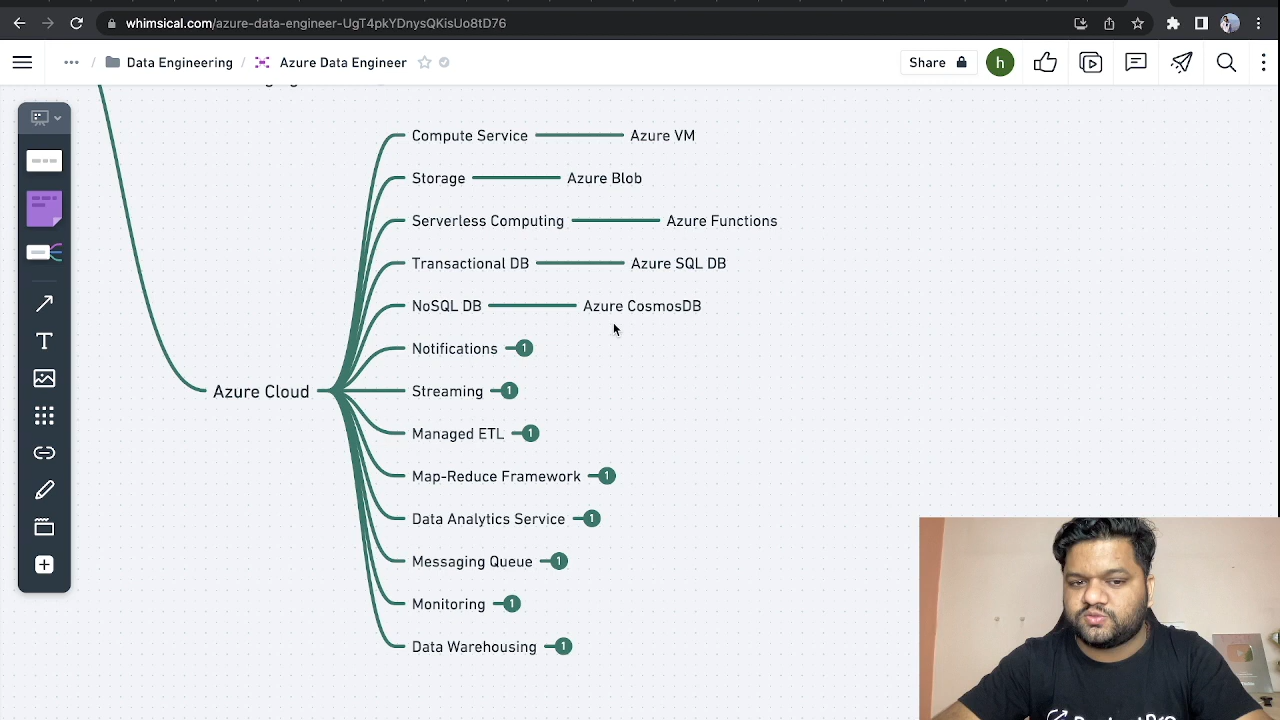 whimsical.com/azure-data-engineer-UgT4pkYDnysQKisUo8tD76
... / Data Engineering / Azure Data Engineer
Share h
Compute Service Azure VM
Storage Azure Blob
Serverless Computing Azure Functions
Transactional DB Azure SQL DB
NoSQL DB Azure CosmosDB
Notifications 1
Azure Cloud Streaming 1
Managed ETL 1
Map-Reduce Framework 1
Data Analytics Service 1
Messaging Queue 1
Monitoring 1
Data Warehousing 1
T